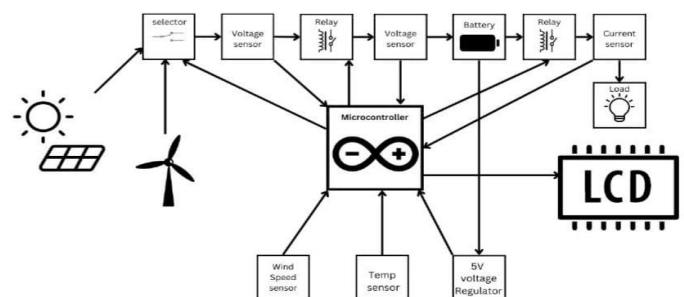 selector
Voltage
sensor
Relay
Voltage
sensor
Battery
Relay
Current
sensor
Load
Microcontroller
LCD
Wind
Speed
sensor
Temp
sensor
5V
voltage
Regulator